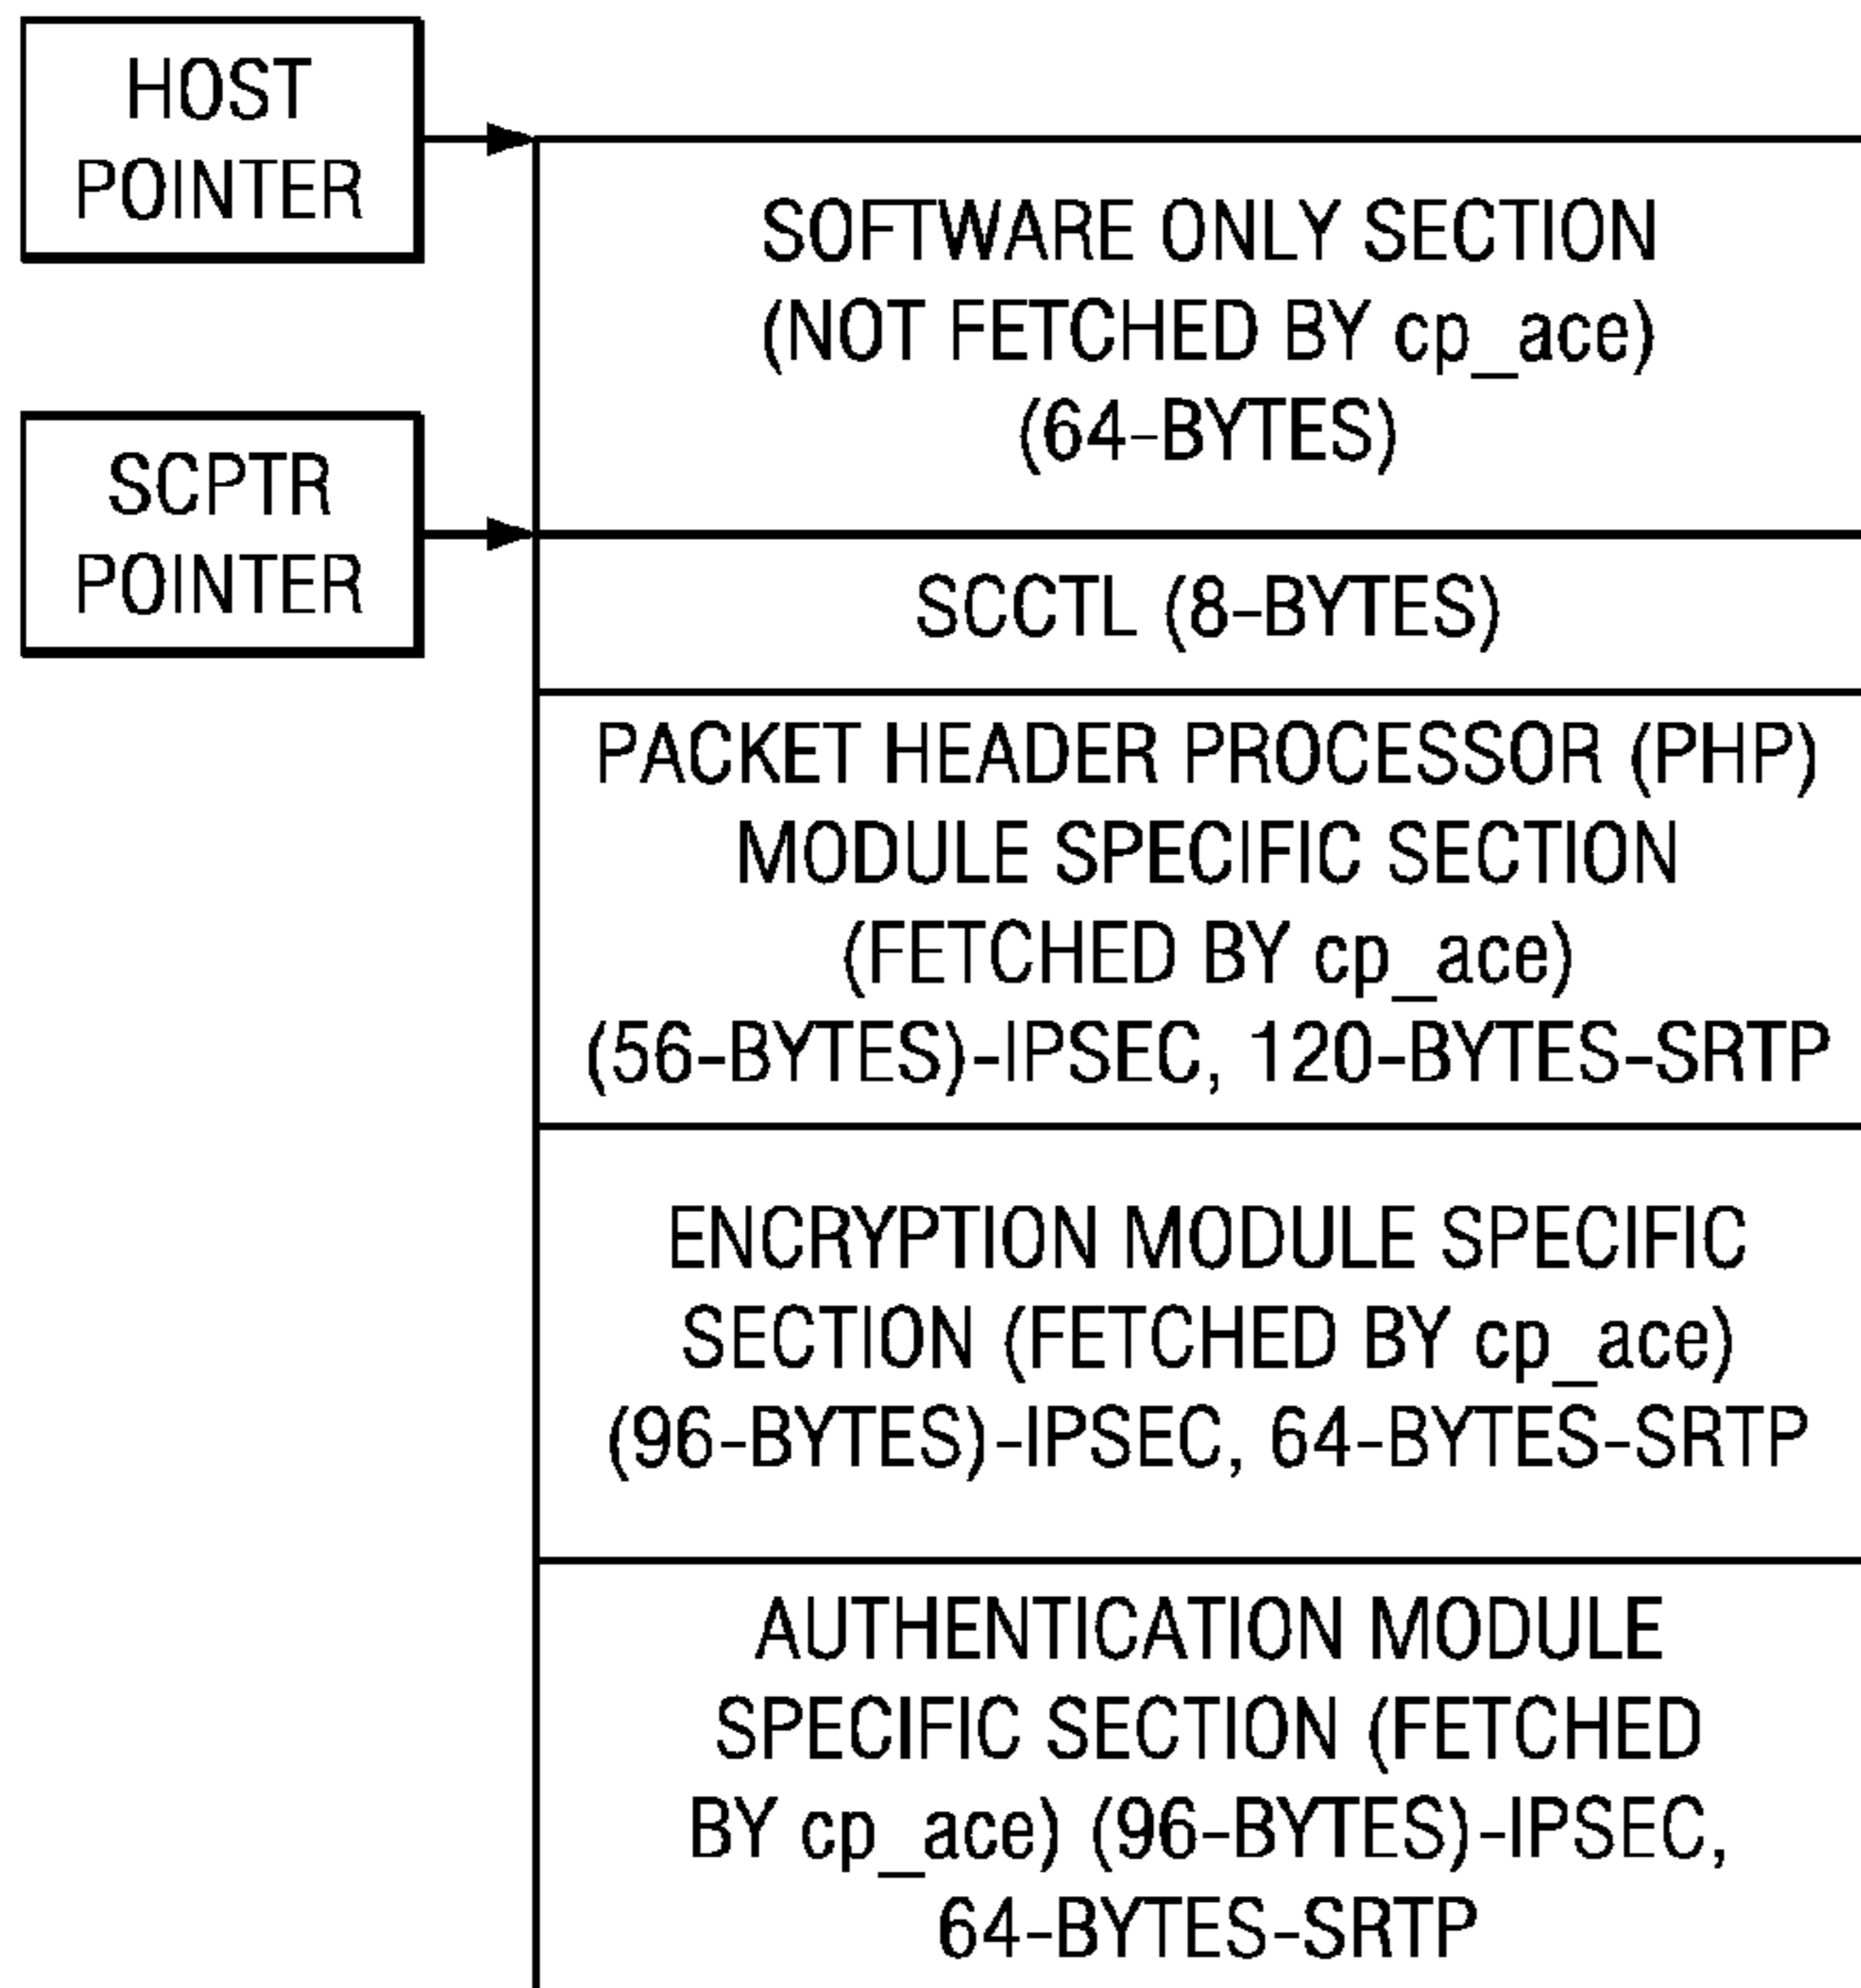 HOST
POINTER
SOFTWARE ONLY SECTION
(NOT FETCHED BY cp_ace)
(64-BYTES)
SCPTR
POINTER
SCCTL (8-BYTES)
PACKET HEADER PROCESSOR (PHP)
MODULE SPECIFIC SECTION
(FETCHED BY cp_ace)
(56-BYTES)-IPSEC, 120-BYTES-SRTP
ENCRYPTION MODULE SPECIFIC
SECTION (FETCHED BY cp_ace)
(96-BYTES)-IPSEC, 64-BYTES-SRTP
AUTHENTICATION MODULE
SPECIFIC SECTION (FETCHED
BY cp_ace) (96-BYTES)-IPSEC,
64-BYTES-SRTP